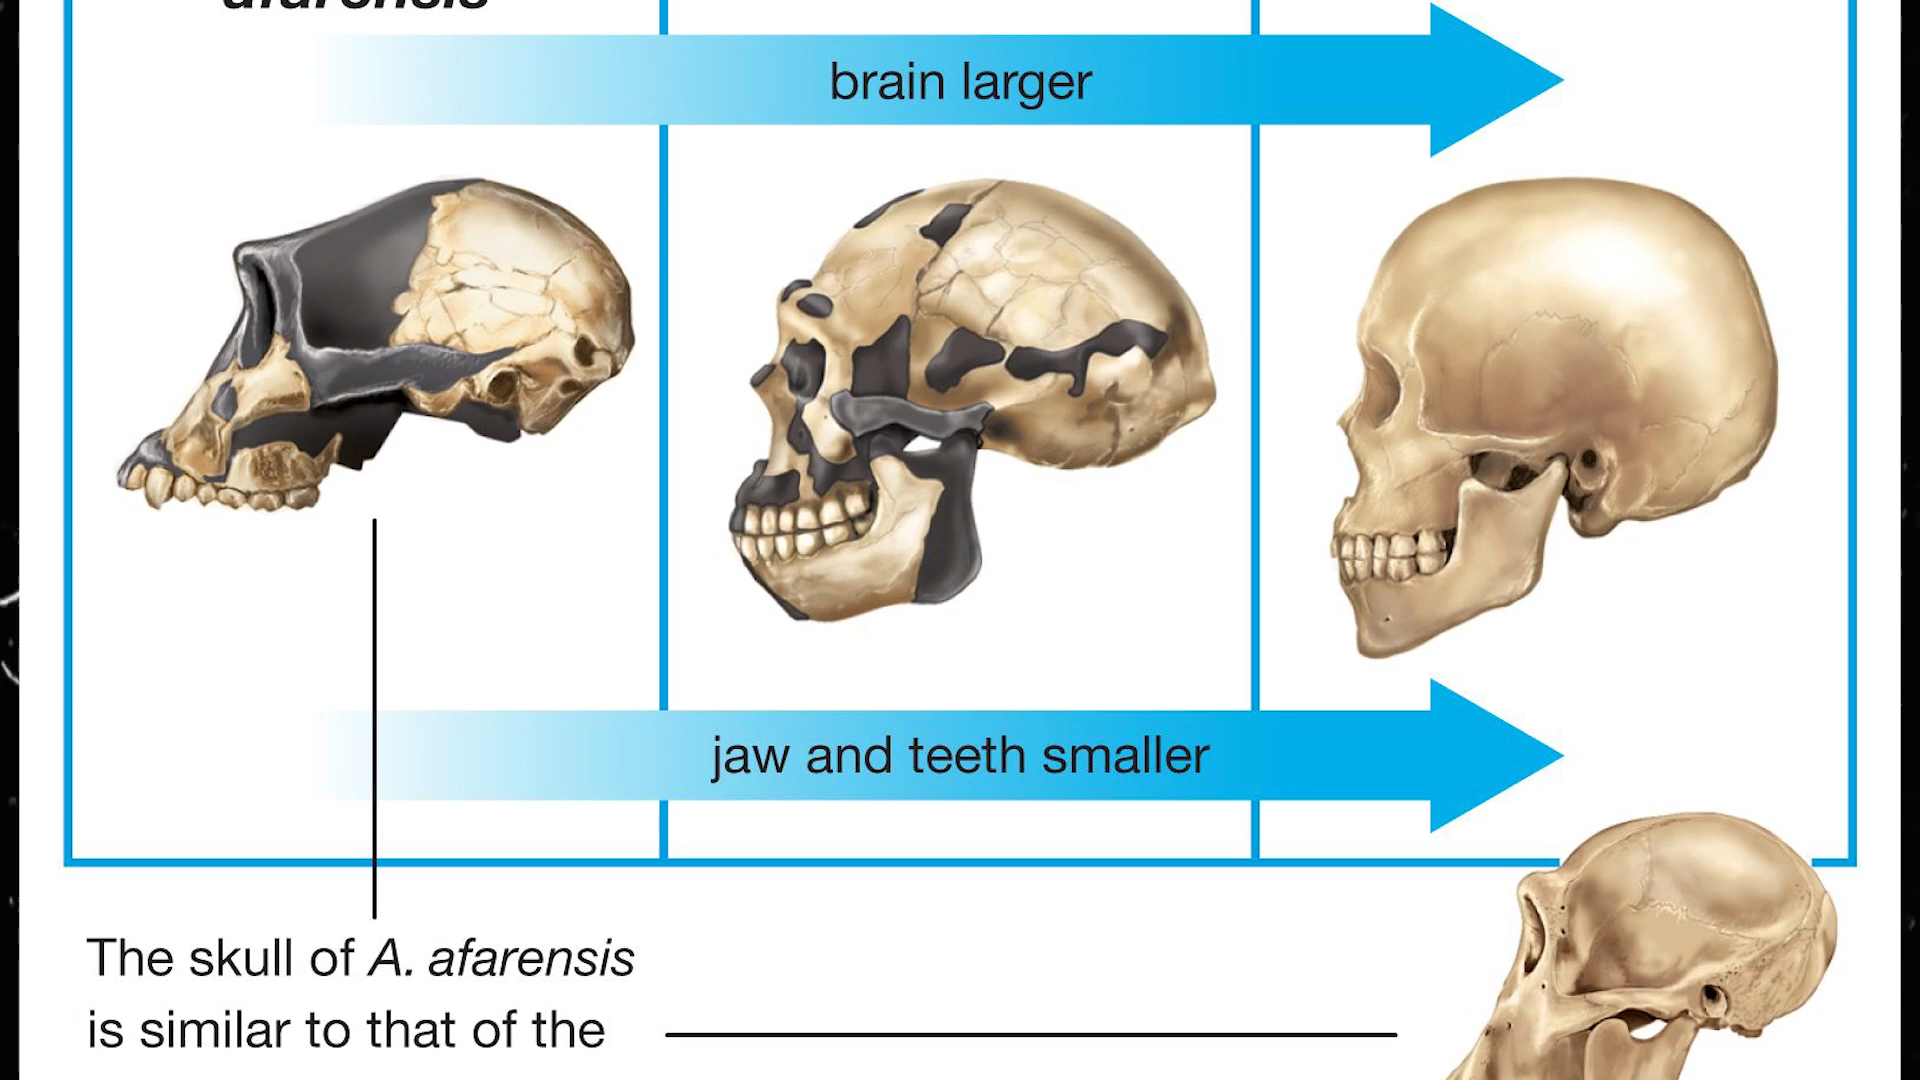 afarensis
brain larger
jaw and teeth smaller
The skull of A. afarensis
is similar to that of the